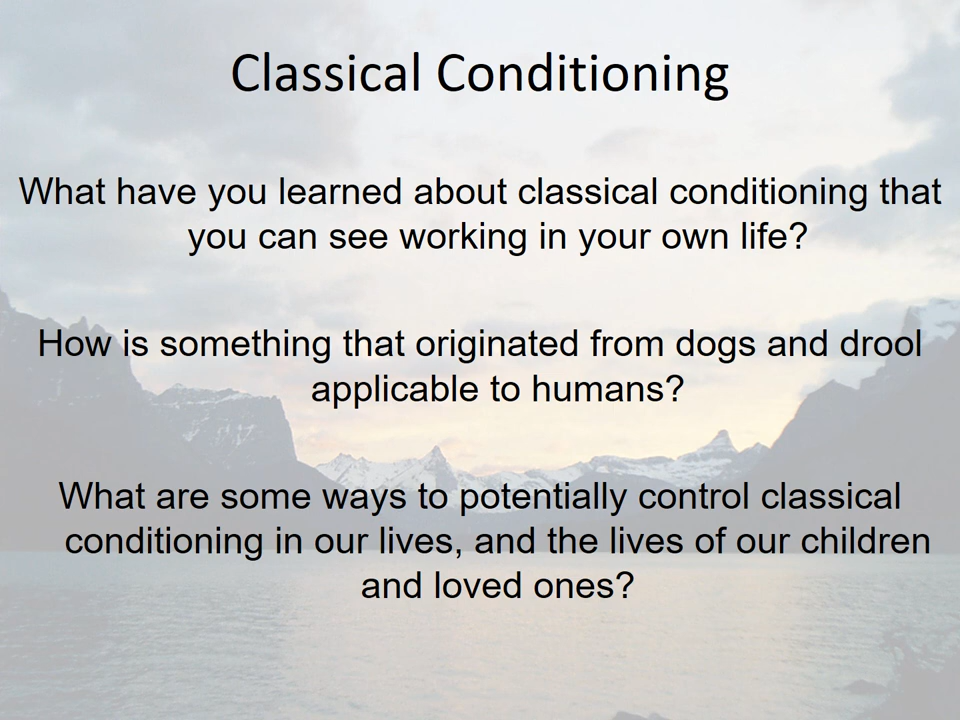 Classical Conditioning
What have you learned about classical conditioning that
you can see working in your own life?
How is something that originated from dogs and drool
applicable to humans?
What are some ways to potentially control classical
conditioning in our lives, and the lives of our children
and loved ones?